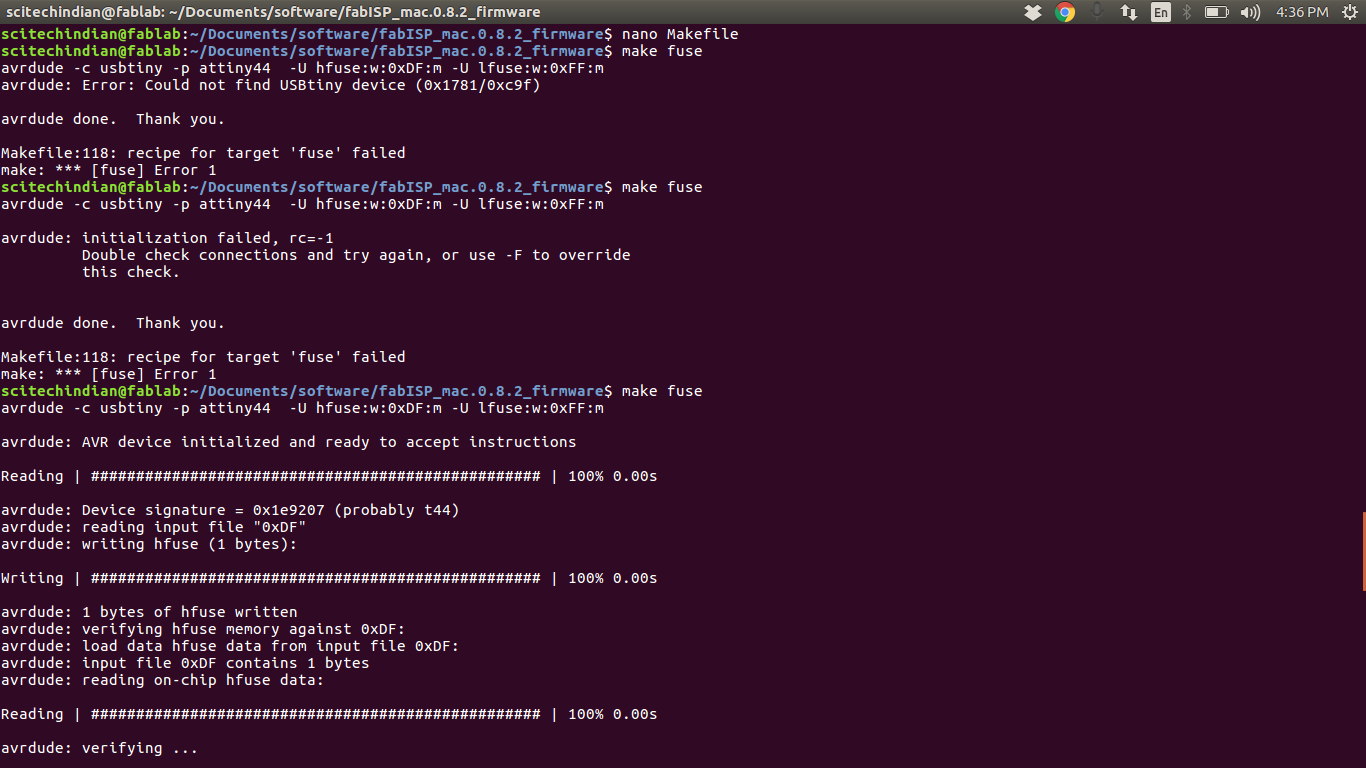 scitechindian@fablab: ~/Documents/software/fabISP_mac.0.8.2_firmware En 4:36 PM
scitechindian@fablab:~/Documents/software/fabISP_mac.0.8.2_firmware$ nano Makefile
scitechindian@fablab:~/Documents/software/fabISP_mac.0.8.2_firmware$ make fuse
avrdude -c usbtiny -p attiny44  -U hfuse:w:0xDF:m -U lfuse:w:0xFF:m
avrdude: Error: Could not find USBtiny device (0x1781/0xc9f)
avrdude done.  Thank you.
Makefile:118: recipe for target 'fuse' failed
make: *** [fuse] Error 1
scitechindian@fablab:~/Documents/software/fabISP_mac.0.8.2_firmware$ make fuse
avrdude -c usbtiny -p attiny44  -U hfuse:w:0xDF:m -U lfuse:w:0xFF:m
avrdude: initialization failed, rc=-1
         Double check connections and try again, or use -F to override
         this check.
avrdude done.  Thank you.
Makefile:118: recipe for target 'fuse' failed
make: *** [fuse] Error 1
scitechindian@fablab:~/Documents/software/fabISP_mac.0.8.2_firmware$ make fuse
avrdude -c usbtiny -p attiny44  -U hfuse:w:0xDF:m -U lfuse:w:0xFF:m
avrdude: AVR device initialized and ready to accept instructions
Reading | ################################################## | 100% 0.00s
avrdude: Device signature = 0x1e9207 (probably t44)
avrdude: reading input file "0xDF"
avrdude: writing hfuse (1 bytes):
Writing | ################################################## | 100% 0.00s
avrdude: 1 bytes of hfuse written
avrdude: verifying hfuse memory against 0xDF:
avrdude: load data hfuse data from input file 0xDF:
avrdude: input file 0xDF contains 1 bytes
avrdude: reading on-chip hfuse data:
Reading | ################################################## | 100% 0.00s
avrdude: verifying ...